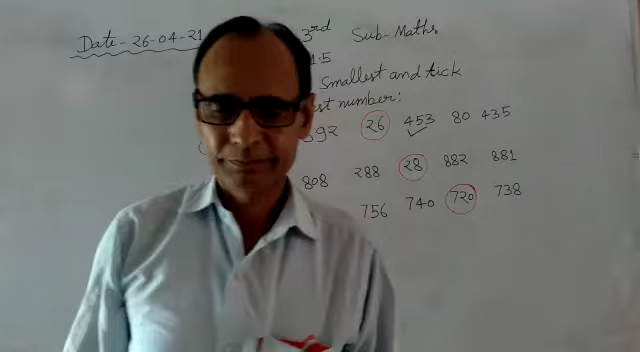 Date - 26-04-21 3rd Sub- Maths.
1.5
Smallest and tick
st number:
392 26 453 80 435
808 288 28 882 881
756 740 720 738